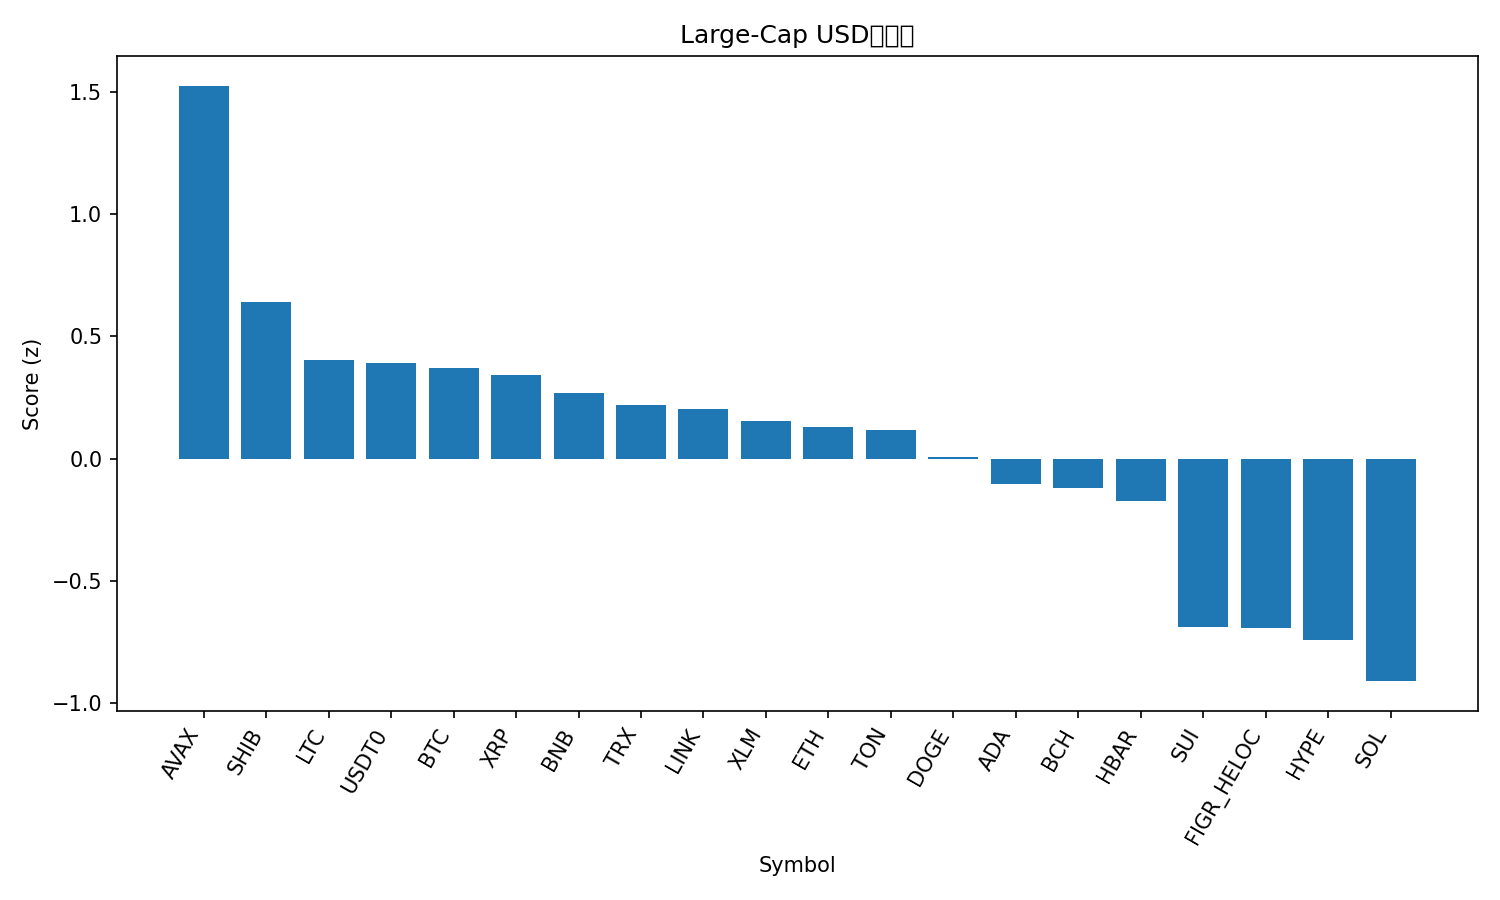 Large-Cap USD
Score (z)
1.5
1.0
0.5
0.0
−0.5
−1.0
AVAX
SHIB
LTC
USDT0
BTC
XRP
BNB
TRX
LINK
XLM
ETH
TON
DOGE
ADA
BCH
HBAR
SUI
FIGR_HELOC
HYPE
SOL
Symbol